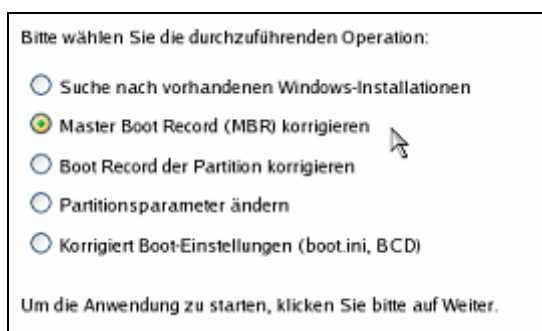 Bitte wählen Sie die durchzuführenden Operation:
Suche nach vorhandenen Windows-Installationen
Master Boot Record (MBR) korrigieren
Boot Record der Partition korrigieren
Partitionsparameter ändern
Korrigiert Boot-Einstellungen (boot.ini, BCD)
Um die Anwendung zu starten, klicken Sie bitte auf Weiter.